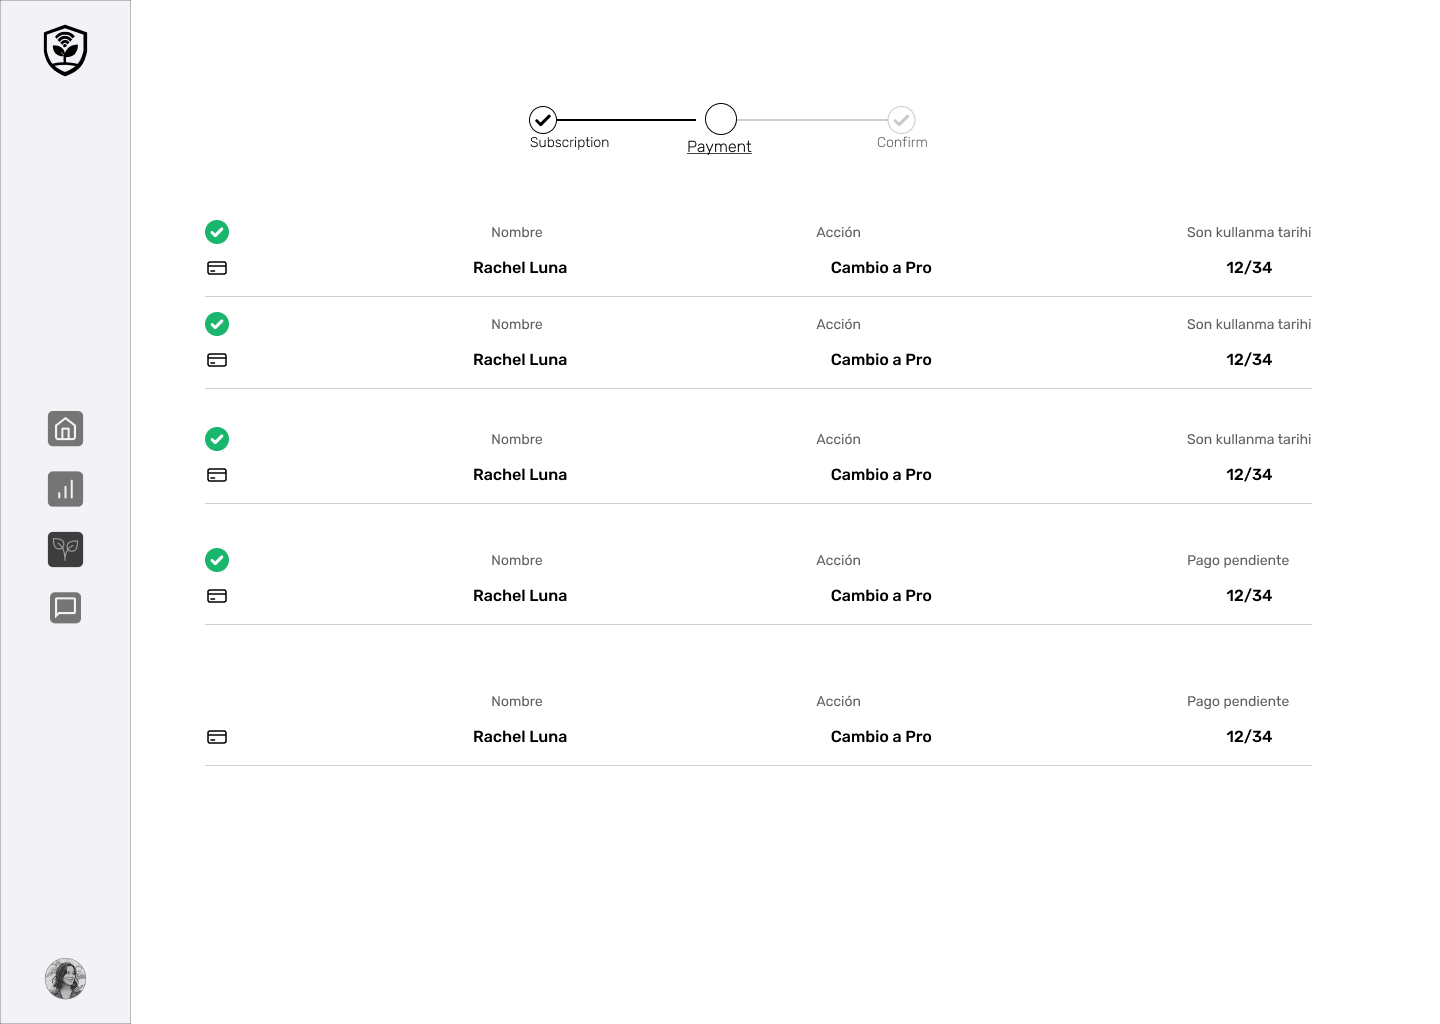 Subscription
Payment
Confirm
Nombre Acción Son kullanma tarihi
Rachel Luna Cambio a Pro 12/34
Nombre Acción Son kullanma tarihi
Rachel Luna Cambio a Pro 12/34
Nombre Acción Son kullanma tarihi
Rachel Luna Cambio a Pro 12/34
Nombre Acción Pago pendiente
Rachel Luna Cambio a Pro 12/34
Nombre Acción Pago pendiente
Rachel Luna Cambio a Pro 12/34